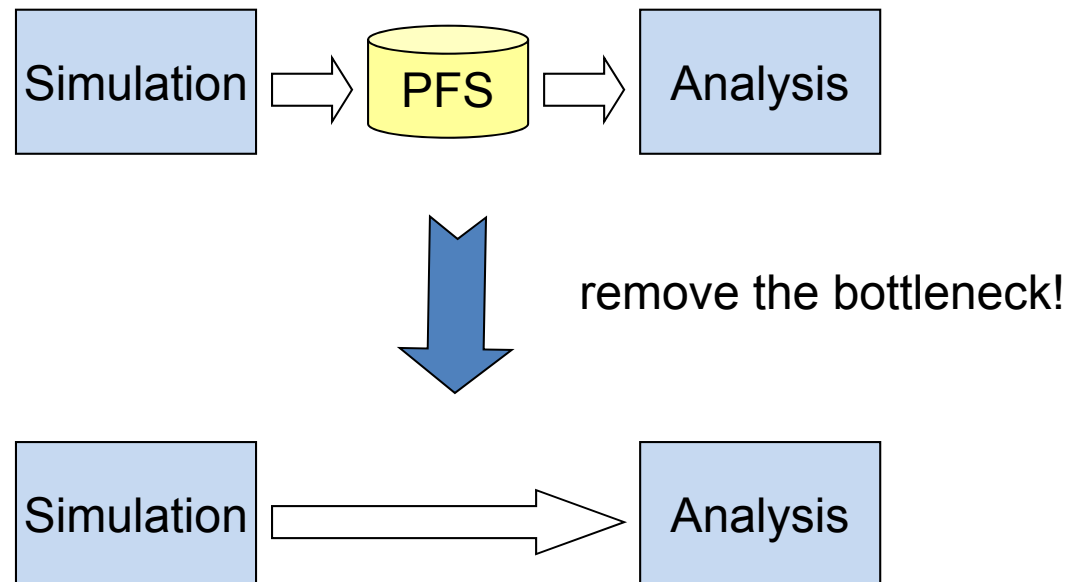 Simulation
PFS
Analysis
remove the bottleneck!
Simulation
Analysis